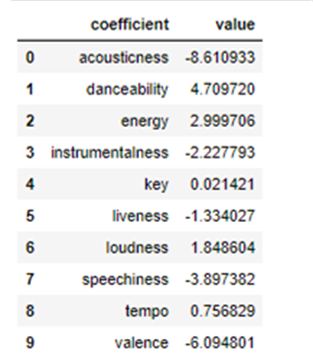 coefficient value
0 acousticness -8.610933
1 danceability 4.709720
2 energy 2.999706
3 instrumentalness -2.227793
4 key 0.021421
5 liveness -1.334027
6 loudness 1.848604
7 speechiness -3.897382
8 tempo 0.756829
9 valence -6.094801